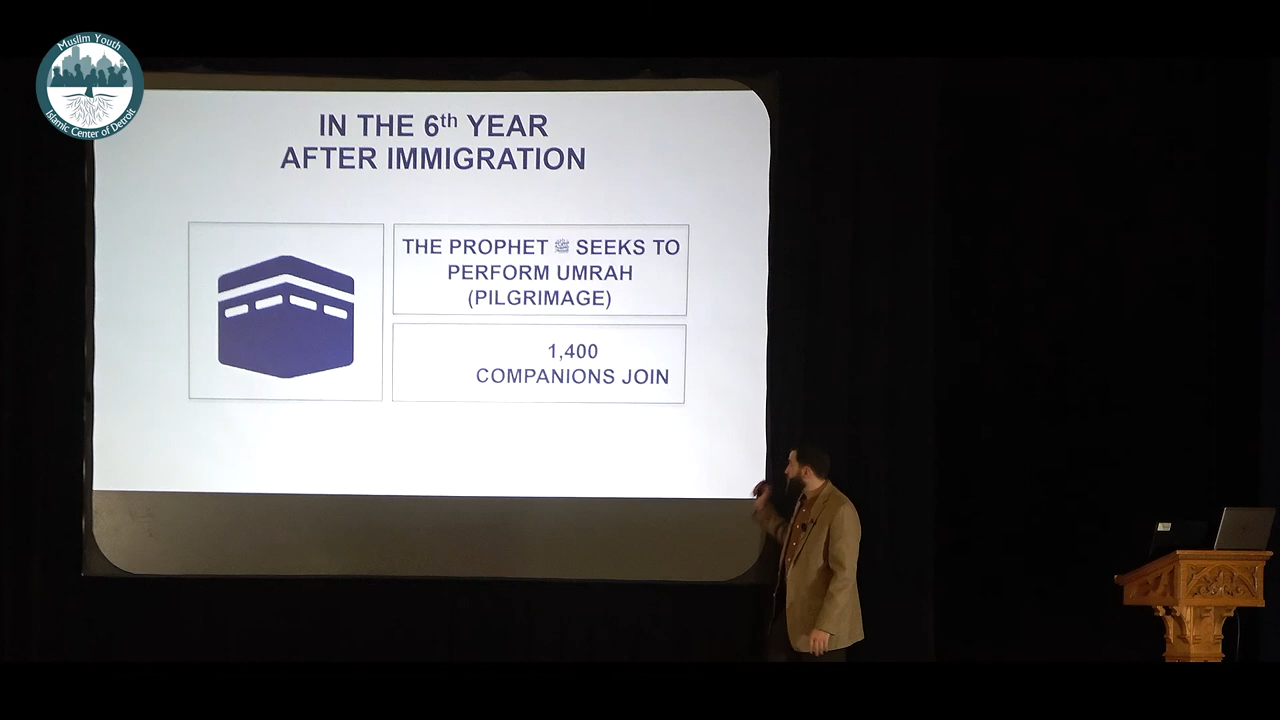 Muslim Youth
Islamic Center of Detroit
IN THE 6th YEAR
AFTER IMMIGRATION
THE PROPHET ﷺ SEEKS TO
PERFORM UMRAH
(PILGRIMAGE)
1,400
COMPANIONS JOIN